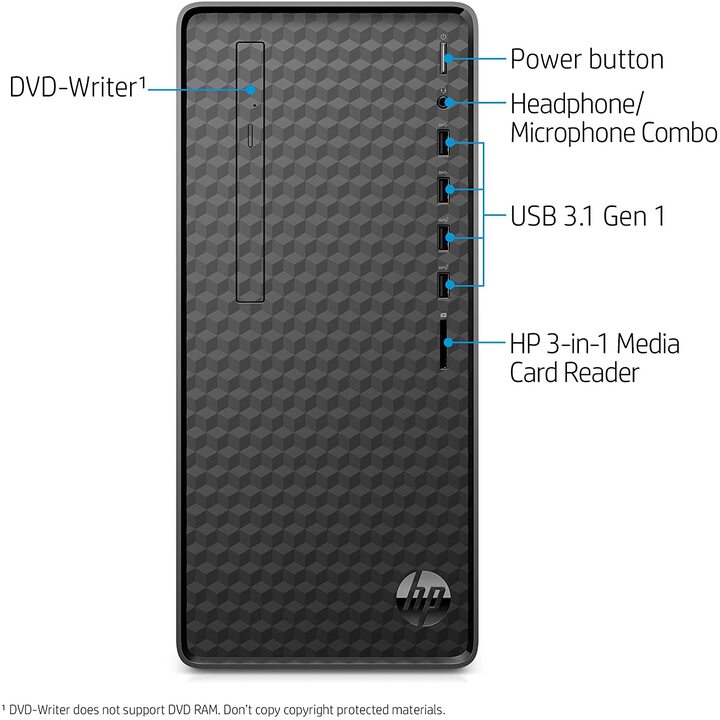 DVD-Writer¹
Power button
Headphone/
Microphone Combo
USB 3.1 Gen 1
HP 3-in-1 Media
Card Reader
hp
¹ DVD-Writer does not support DVD RAM. Don't copy copyright protected materials.